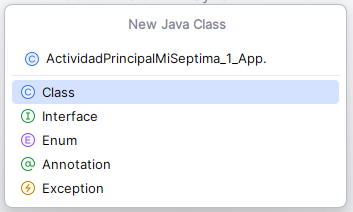 New Java Class
ActividadPrincipalMiSeptima_1_App.
Class
Interface
Enum
Annotation
Exception